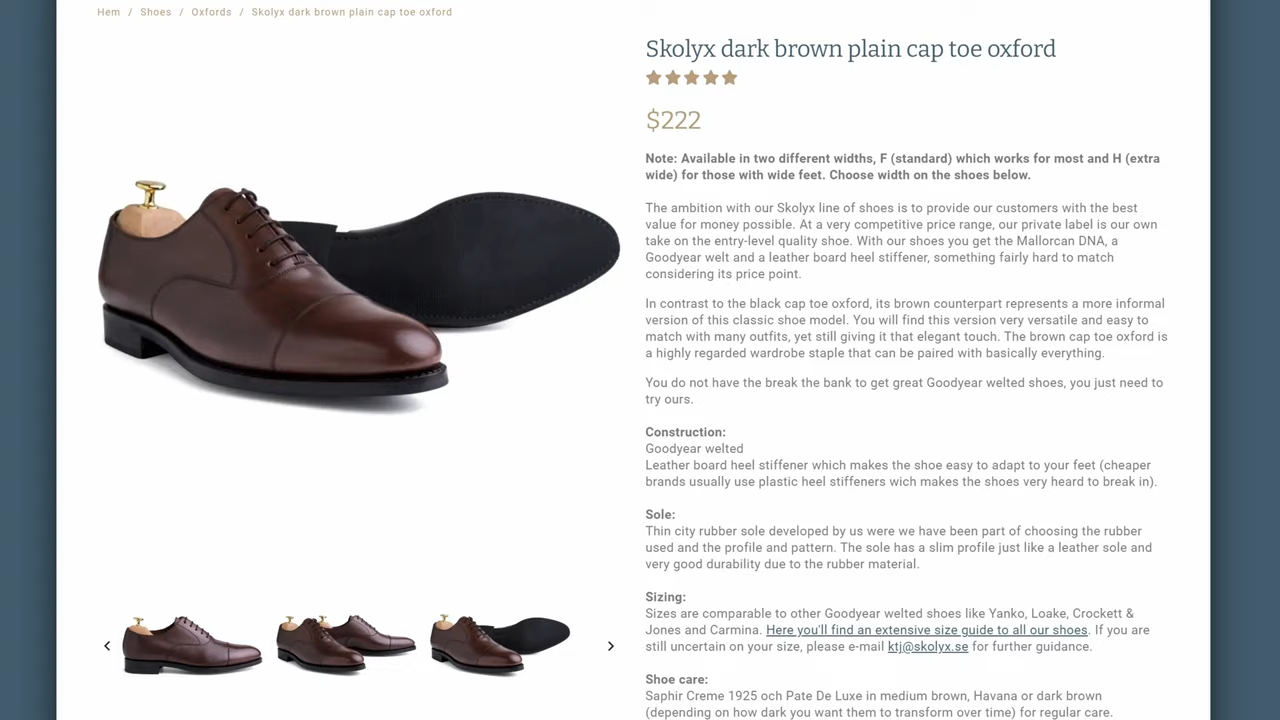 Hem / Shoes / Oxfords / Skolyx dark brown plain cap toe oxford
Skolyx dark brown plain cap toe oxford
$222
Note: Available in two different widths, F (standard) which works for most and H (extra
wide) for those with wide feet. Choose width on the shoes below.
The ambition with our Skolyx line of shoes is to provide our customers with the best
value for money possible. At a very competitive price range, our private label is our own
take on the entry-level quality shoe. With our shoes you get the Mallorcan DNA, a
Goodyear welt and a leather board heel stiffener, something fairly hard to match
considering its price point.
In contrast to the black cap toe oxford, its brown counterpart represents a more informal
version of this classic shoe model. You will find this version very versatile and easy to
match with many outfits, yet still giving it that elegant touch. The brown cap toe oxford is
a highly regarded wardrobe staple that can be paired with basically everything.
You do not have the break the bank to get great Goodyear welted shoes, you just need to
try ours.
Construction:
Goodyear welted
Leather board heel stiffener which makes the shoe easy to adapt to your feet (cheaper
brands usually use plastic heel stiffeners wich makes the shoes very heard to break in).
Sole:
Thin city rubber sole developed by us were we have been part of choosing the rubber
used and the profile and pattern. The sole has a slim profile just like a leather sole and
very good durability due to the rubber material.
Sizing:
Sizes are comparable to other Goodyear welted shoes like Yanko, Loake, Crockett &
Jones and Carmina. Here you'll find an extensive size guide to all our shoes. If you are
still uncertain on your size, please e-mail ktj@skolyx.se for further guidance.
Shoe care:
Saphir Creme 1925 och Pate De Luxe in medium brown, Havana or dark brown
(depending on how dark you want them to transform over time) for regular care.